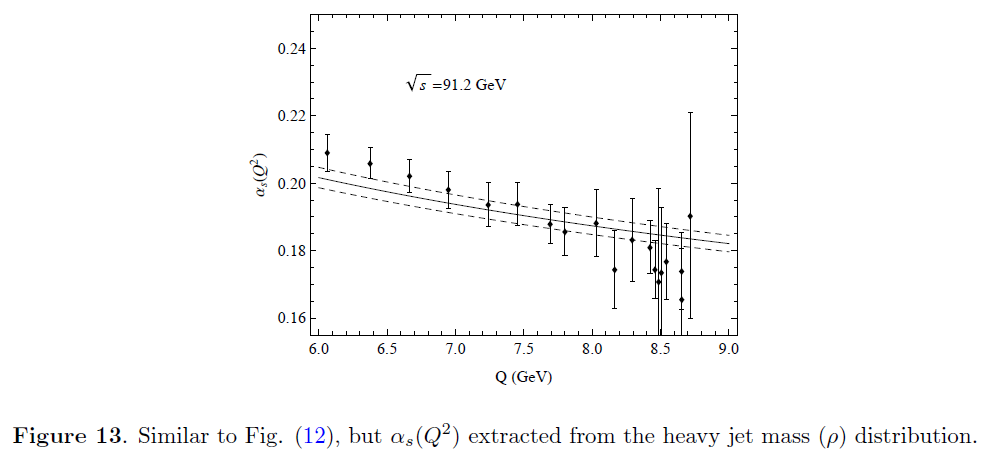 0.24
0.22
0.20
0.18
0.16
αs(Q²)
√s =91.2 GeV
6.0 6.5 7.0 7.5 8.0 8.5 9.0
Q (GeV)
Figure 13. Similar to Fig. (12), but αs(Q²) extracted from the heavy jet mass (ρ) distribution.